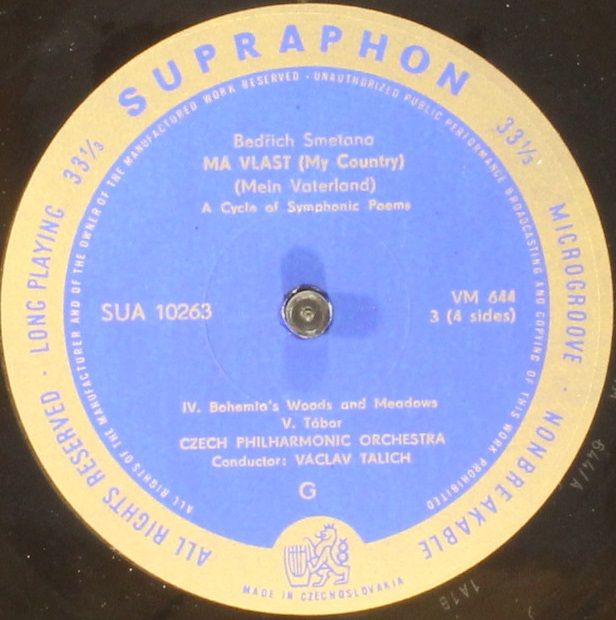 SUPRAPHON
33⅓
33⅓
LONG PLAYING
MICROGROOVE
ALL RIGHTS RESERVED
NONBREAKABLE
ALL RIGHTS OF THE MANUFACTURER AND OF THE OWNER OF THE MANUFACTURED WORK RESERVED · UNAUTHORIZED PUBLIC PERFORMANCE BROADCASTING AND COPYING OF THIS WORK PROHIBITED
Bedřich Smetana
MA VLAST (My Country)
(Mein Vaterland)
A Cycle of Symphonic Poems
SUA 10263
VM 644
3 (4 sides)
IV. Bohemia's Woods and Meadows
V. Tábor
CZECH PHILHARMONIC ORCHESTRA
Conductor: VACLAV TALICH
G
MADE IN CZECHOSLOVAKIA
1A18